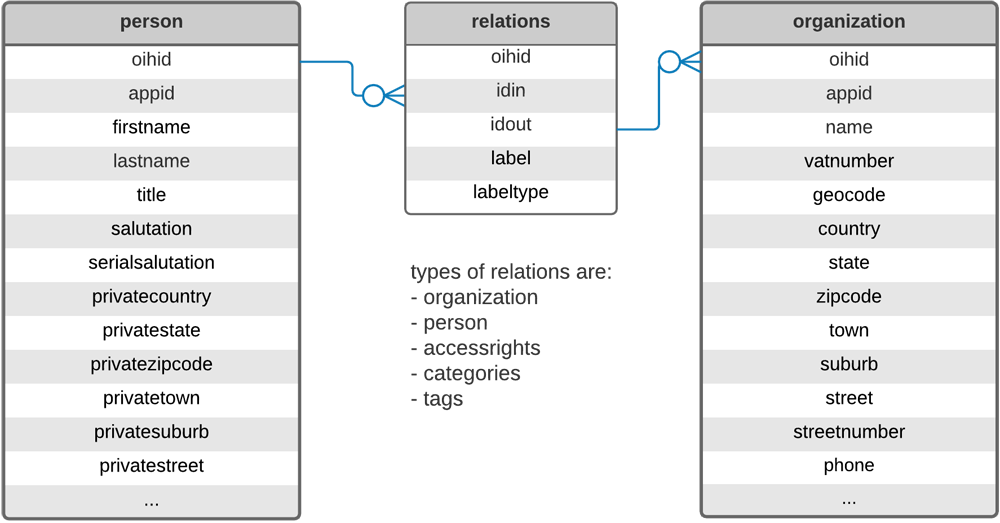 person
oihid
appid
firstname
lastname
title
salutation
serialsalutation
privatecountry
privatestate
privatezipcode
privatetown
privatesuburb
privatestreet
...
relations
oihid
idin
idout
label
labeltype
types of relations are:
- organization
- person
- accessrights
- categories
- tags
organization
oihid
appid
name
vatnumber
geocode
country
state
zipcode
town
suburb
street
streetnumber
phone
...